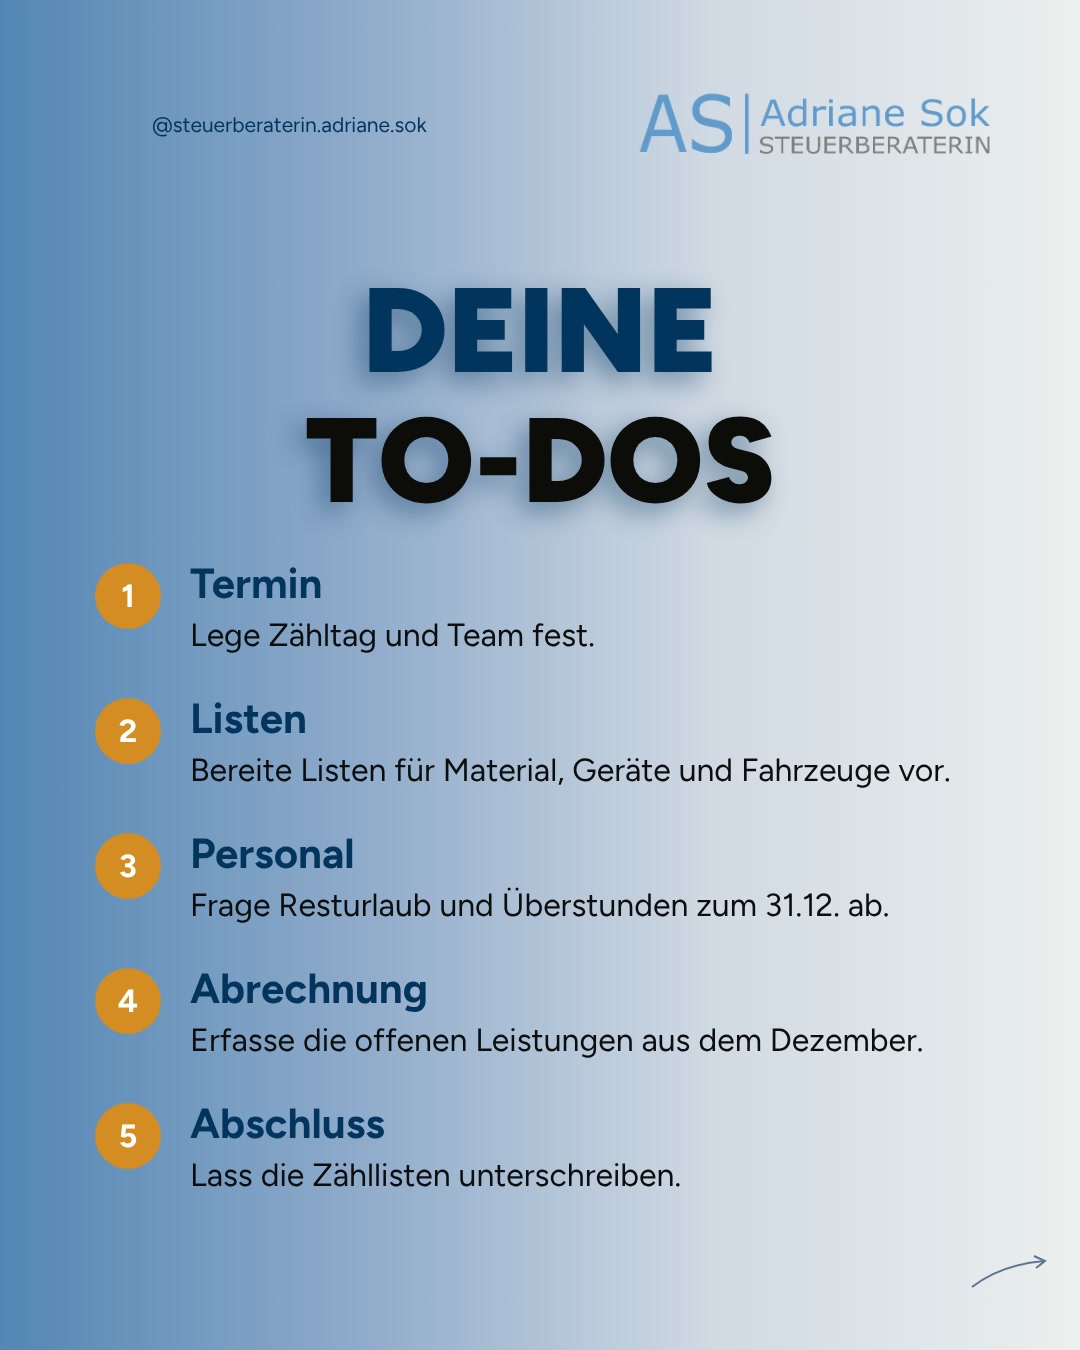 @steuerberaterin.adriane.sok
AS
Adriane Sok
STEUERBERATERIN
DEINE
TO-DOS
1
Termin
Lege Zähltag und Team fest.
2
Listen
Bereite Listen für Material, Geräte und Fahrzeuge vor.
3
Personal
Frage Resturlaub und Überstunden zum 31.12. ab.
4
Abrechnung
Erfasse die offenen Leistungen aus dem Dezember.
5
Abschluss
Lass die Zähllisten unterschreiben.